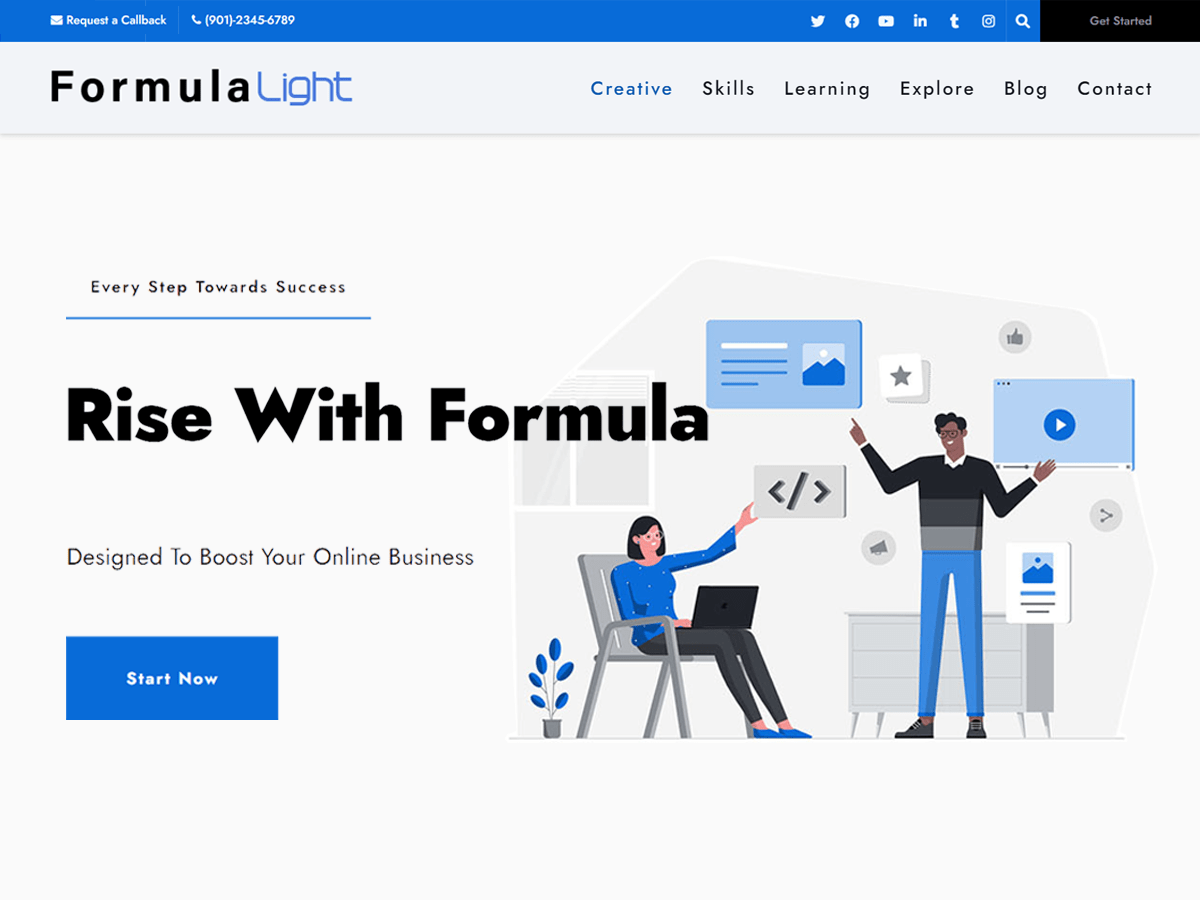 Request a Callback (901)-2345-6789 Get Started
FormulaLight
Creative Skills Learning Explore Blog Contact
Every Step Towards Success
Rise With Formula
</>
Designed To Boost Your Online Business
Start Now